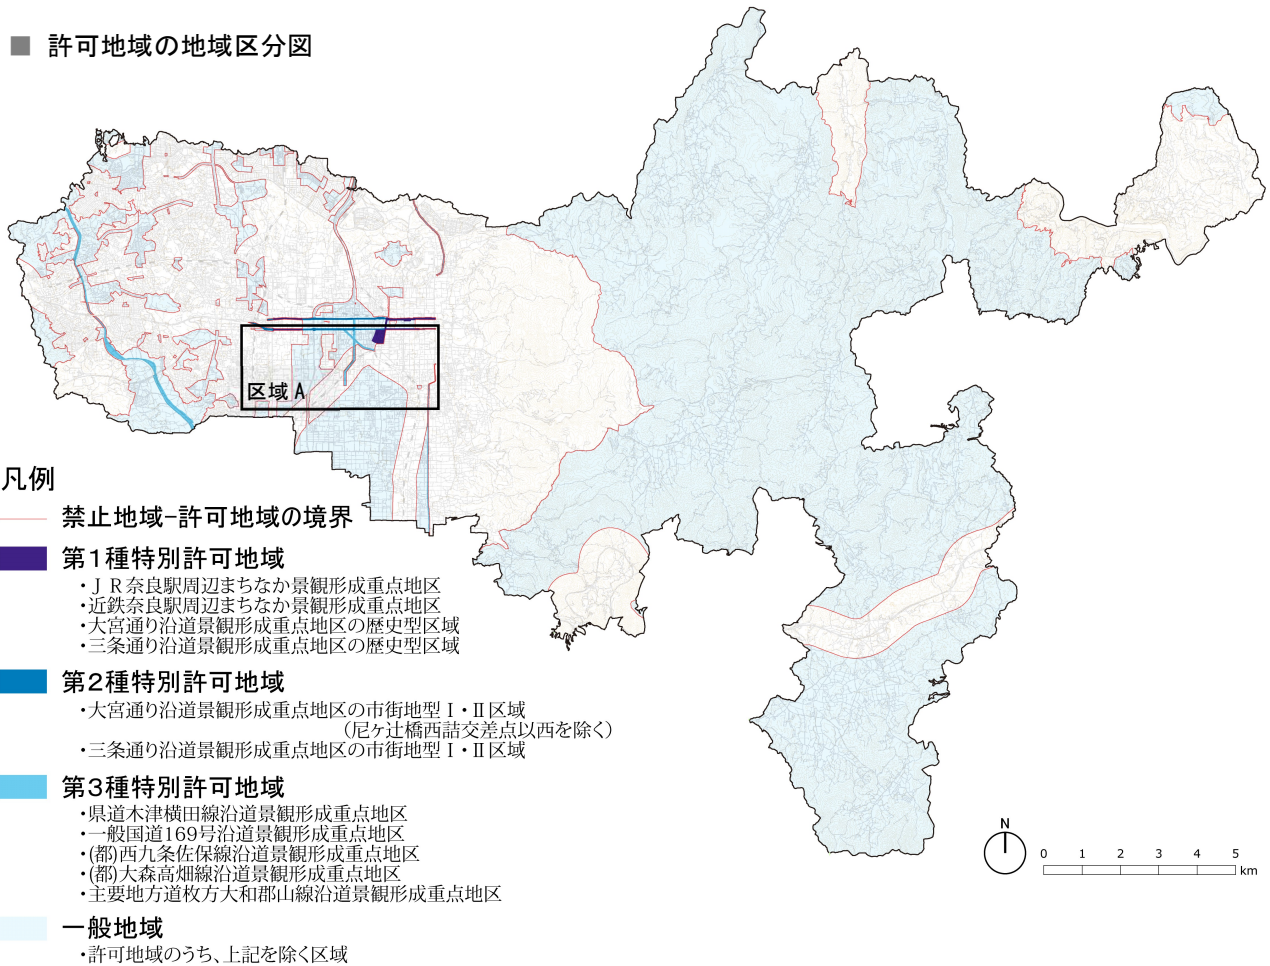 ■ 許可地域の地域区分図
区域A
凡例
禁止地域-許可地域の境界
第1種特別許可地域
・JR奈良駅周辺まちなか景観形成重点地区
・近鉄奈良駅周辺まちなか景観形成重点地区
・大宮通り沿道景観形成重点地区の歴史型区域
・三条通り沿道景観形成重点地区の歴史型区域
第2種特別許可地域
・大宮通り沿道景観形成重点地区の市街地型Ⅰ・Ⅱ区域
(尼ヶ辻橋西詰交差点以西を除く)
・三条通り沿道景観形成重点地区の市街地型Ⅰ・Ⅱ区域
第3種特別許可地域
・県道木津横田線沿道景観形成重点地区
・一般国道169号沿道景観形成重点地区
・(都)西九条佐保線沿道景観形成重点地区
・(都)大森高畑線沿道景観形成重点地区
・主要地方道枚方大和郡山線沿道景観形成重点地区
一般地域
・許可地域のうち、上記を除く区域
N
0 1 2 3 4 5
km